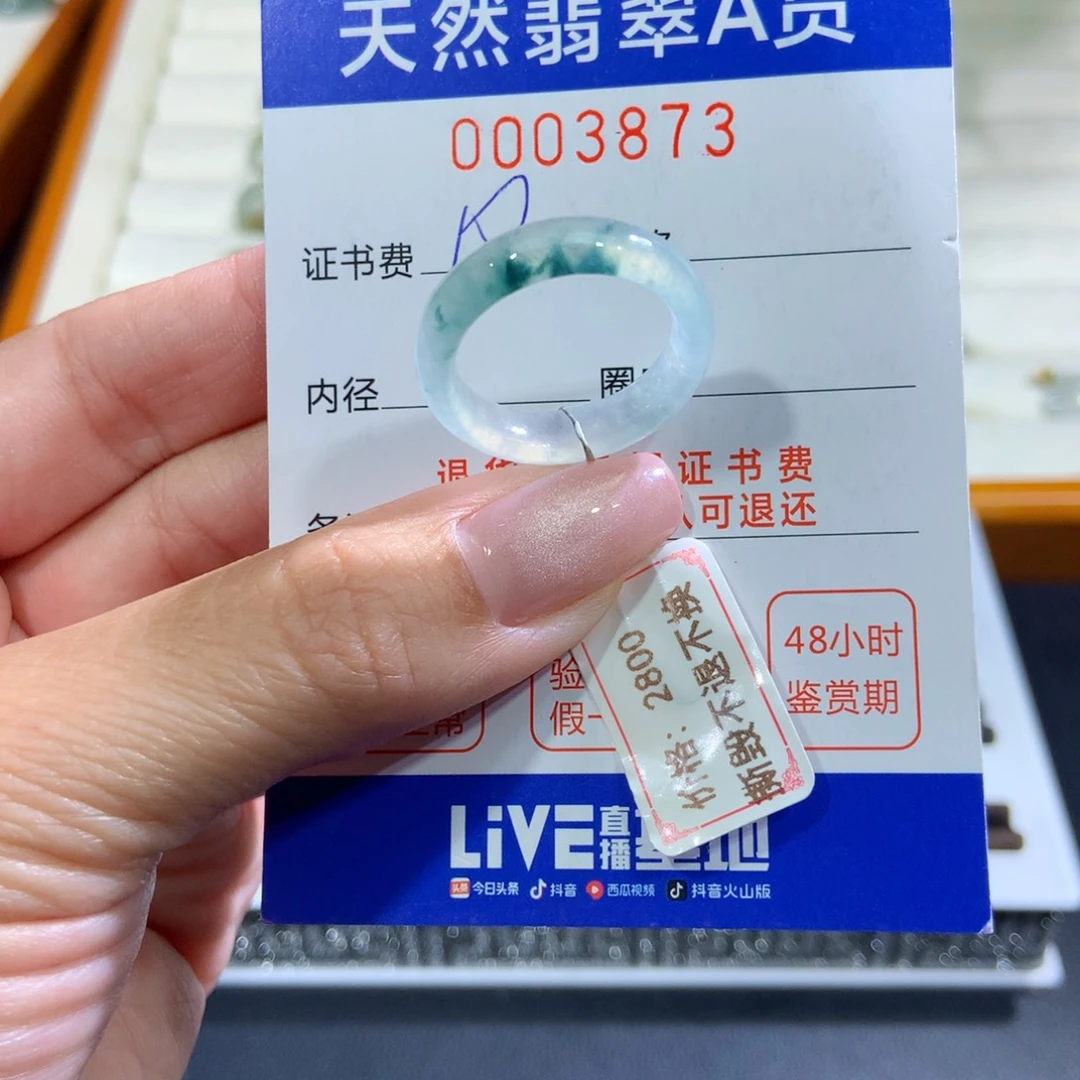 天然翡翠A货
0003873
证书费
内径
圈
退 证书费
可退还
48小时
鉴赏期
验
假一
价格：2800
撕毁不退不换
LiVE直播基地
今日头条 抖音 西瓜视频 抖音火山版